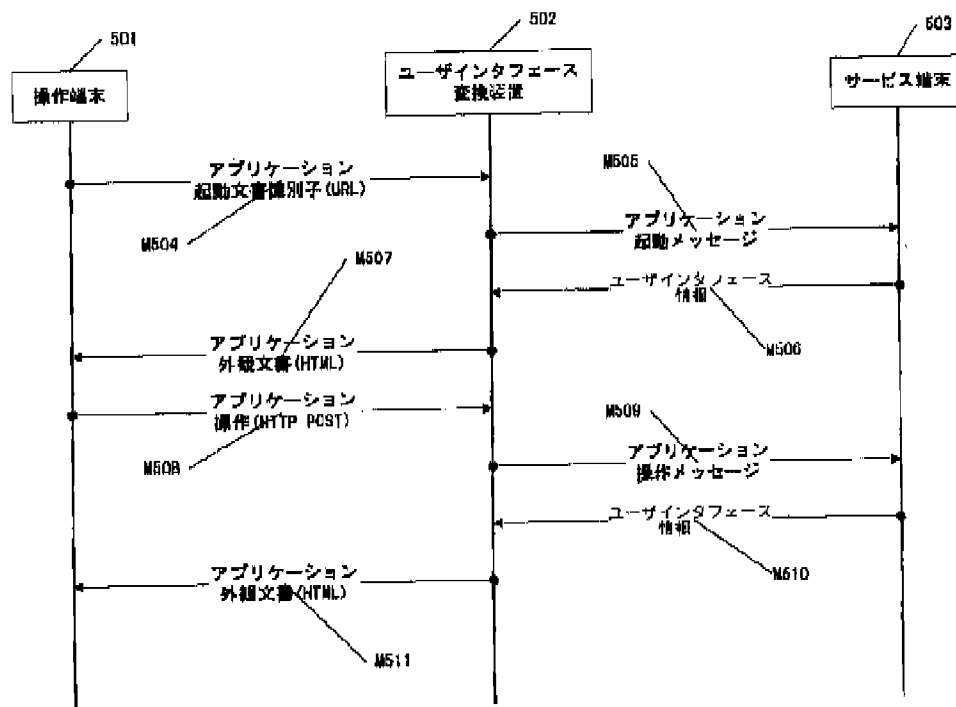 501
502
503
操作端末
ユーザインタフェース
変換装置
サービス端末
アプリケーション
起動文書識別子(URL)
M504
M505
アプリケーション
起動メッセージ
M507
ユーザインタフェース
情報
M506
アプリケーション
外観文書(HTML)
アプリケーション
操作(HTTP POST)
M508
M509
アプリケーション
操作メッセージ
ユーザインタフェース
情報
M510
アプリケーション
外観文書(HTML)
M511